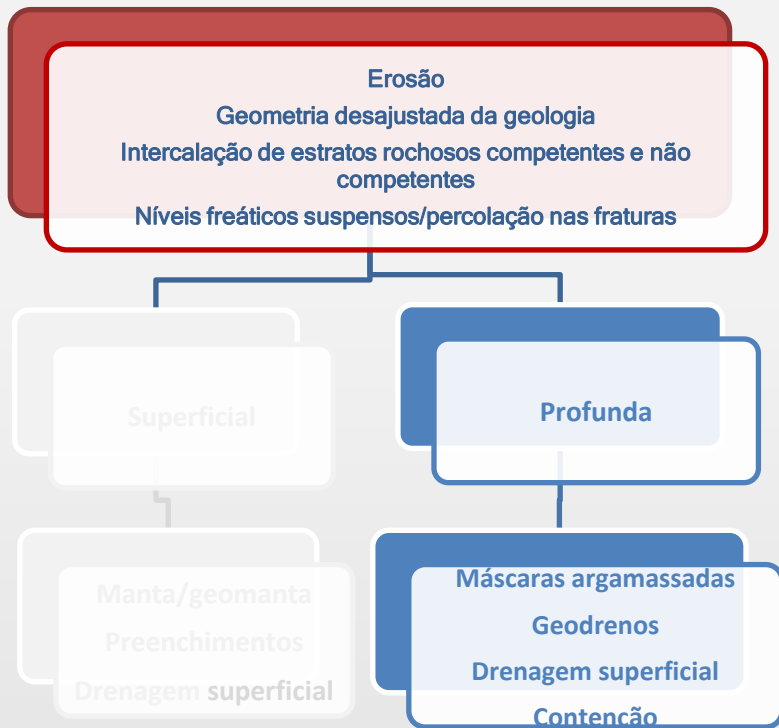 Erosão
Geometria desajustada da geologia
Intercalação de estratos rochosos competentes e não
competentes
Níveis freáticos suspensos/percolação nas fraturas
Superficial
Profunda
Manta/geomanta
Preenchimentos
Drenagem superficial
Máscaras argamassadas
Geodrenos
Drenagem superficial
Contenção